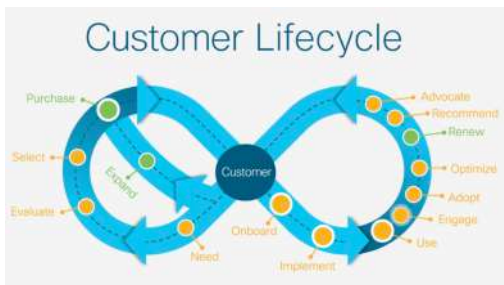 Customer Lifecycle
Purchase
Select
Evaluate
Expand
Need
Customer
Onboard
Implement
Advocate
Recommend
Renew
Optimize
Adopt
Engage
Use